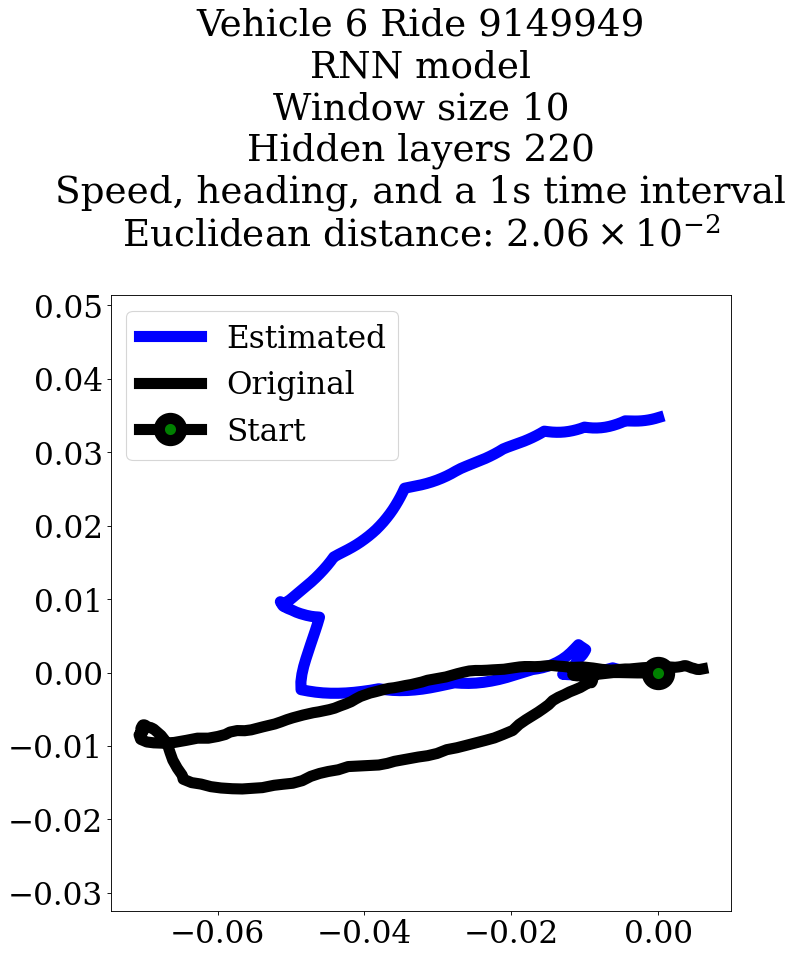 Vehicle 6 Ride 9149949
RNN model
Window size 10
Hidden layers 220
Speed, heading, and a 1s time interval
Euclidean distance: 2.06 × 10⁻²
0.05
0.04
0.03
0.02
0.01
0.00
−0.01
−0.02
−0.03
Estimated
Original
Start
−0.06
−0.04
−0.02
0.00